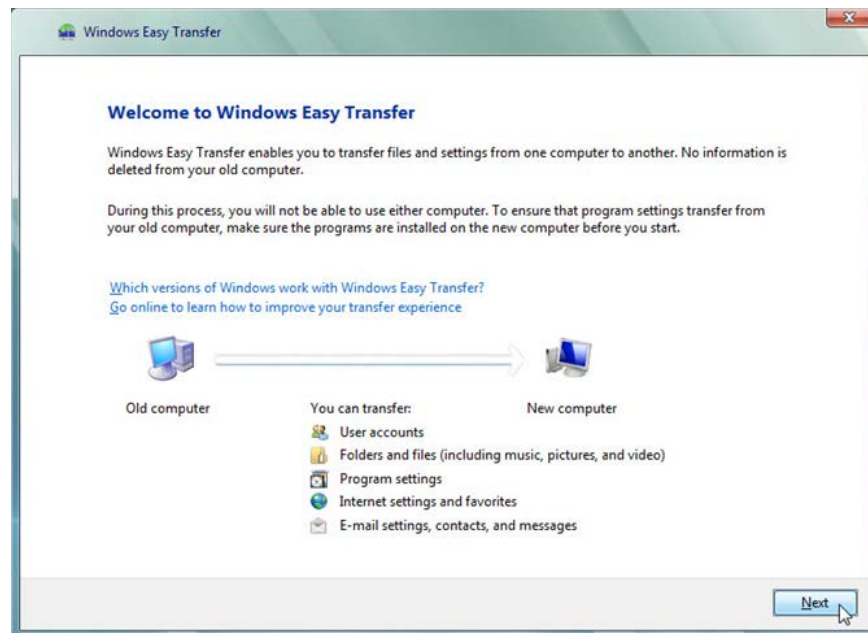 Windows Easy Transfer
Welcome to Windows Easy Transfer
Windows Easy Transfer enables you to transfer files and settings from one computer to another. No information is
deleted from your old computer.
During this process, you will not be able to use either computer. To ensure that program settings transfer from
your old computer, make sure the programs are installed on the new computer before you start.
Which versions of Windows work with Windows Easy Transfer?
Go online to learn how to improve your transfer experience
Old computer
You can transfer:
New computer
User accounts
Folders and files (including music, pictures, and video)
Program settings
Internet settings and favorites
E-mail settings, contacts, and messages
Next